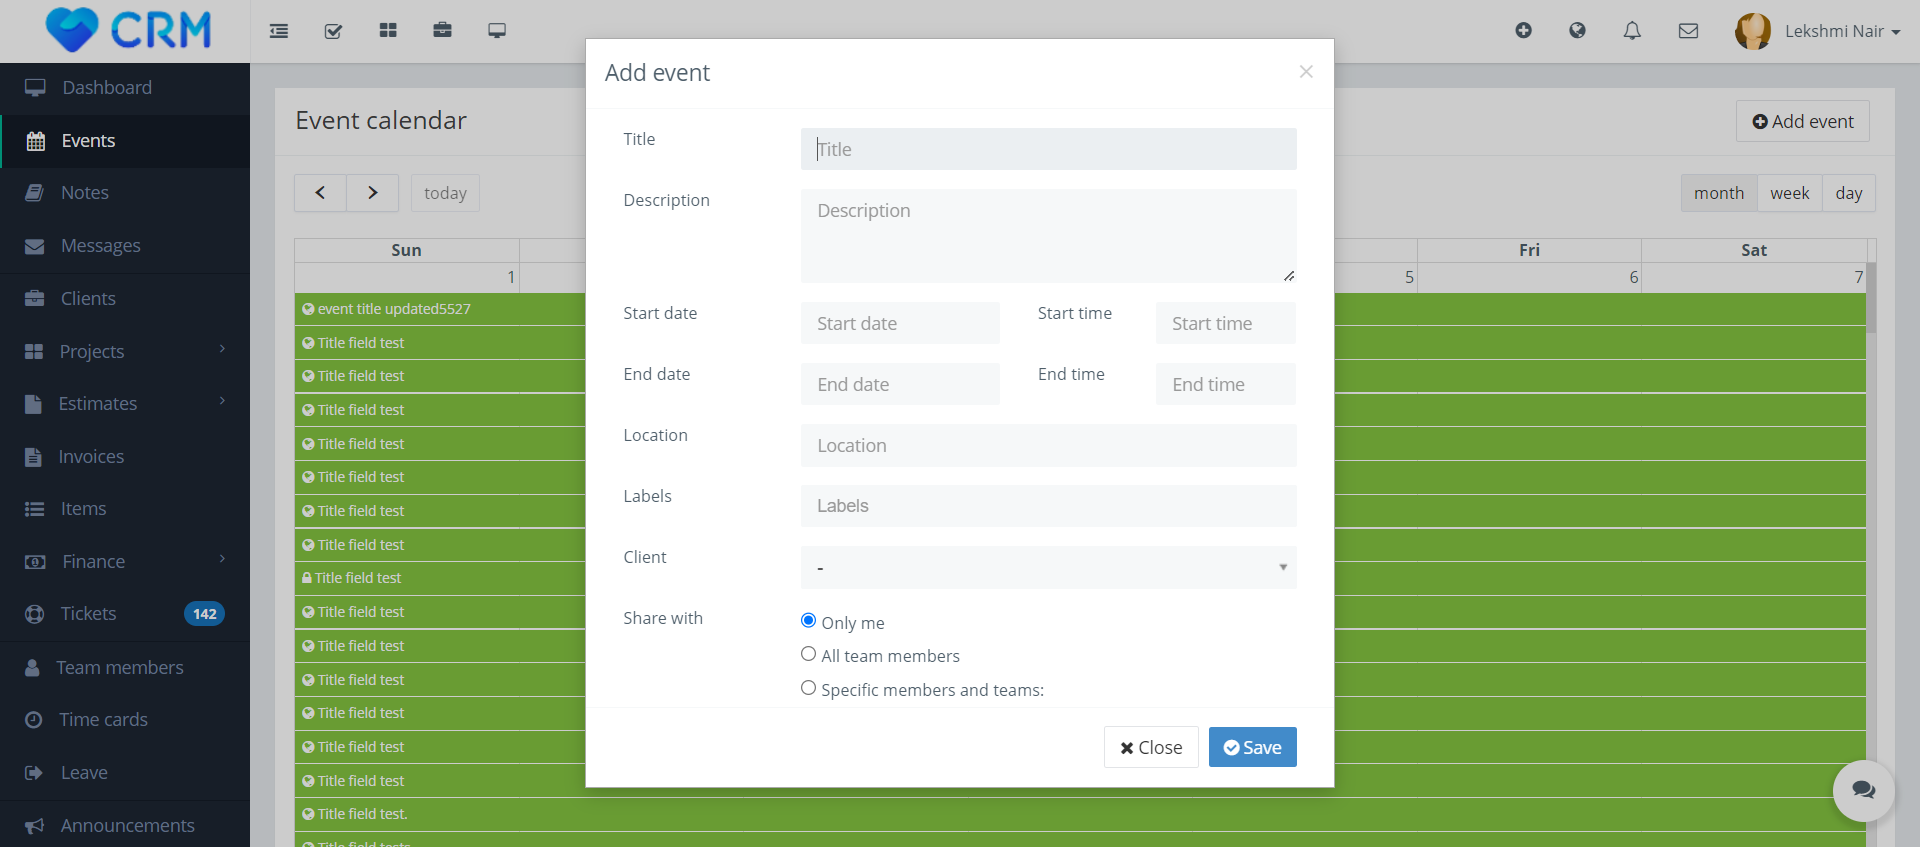 CRM
Lekshmi Nair
Dashboard
Events
Notes
Messages
Clients
Projects
Estimates
Invoices
Items
Finance
Tickets 142
Team members
Time cards
Leave
Announcements
Event calendar
Add event
today
month week day
Sun Fri Sat
1 5 6 7
event title updated5527
Title field test
Title field test
Title field test
Title field test
Title field test
Title field test
Title field test
Title field test
Title field test
Title field test
Title field test
Title field test
Title field test
Title field test
Title field test.
Add event
×
Title
Title
Description
Description
Start date
Start date
Start time
Start time
End date
End date
End time
End time
Location
Location
Labels
Labels
Client
-
Share with
Only me
All team members
Specific members and teams:
Close
Save